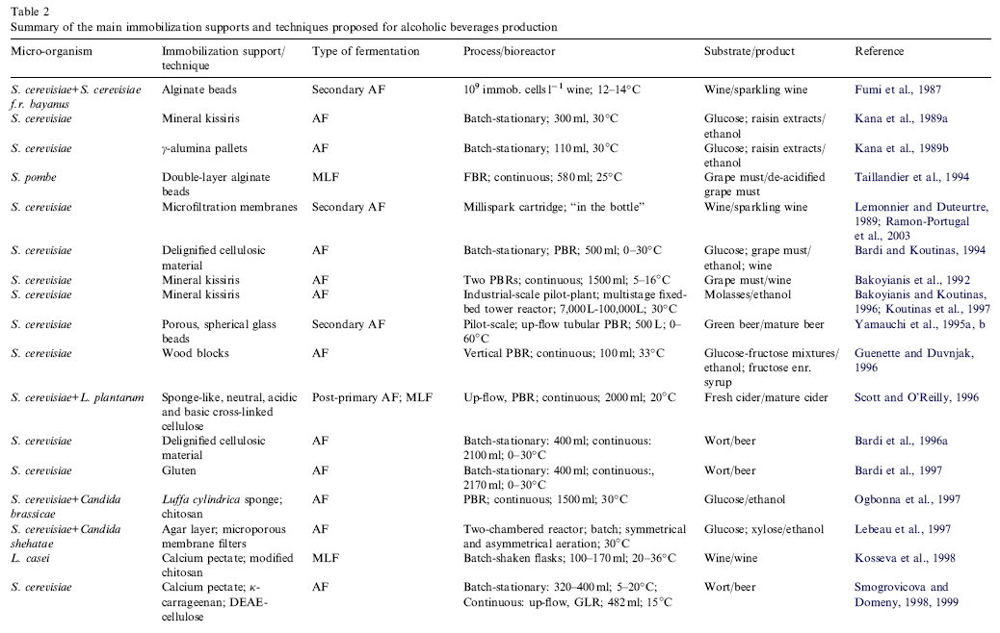 Table 2
Summary of the main immobilization supports and techniques proposed for alcoholic beverages production
Micro-organism Immobilization support/ Type of fermentation Process/bioreactor Substrate/product Reference
technique
S. cerevisiae+S. cerevisiae Alginate beads Secondary AF 10⁹ immob. cells l⁻¹ wine; 12–14°C Wine/sparkling wine Fumi et al., 1987
f.r. bayanus
S. cerevisiae Mineral kissiris AF Batch-stationary; 300 ml, 30°C Glucose; raisin extracts/ Kana et al., 1989a
ethanol
S. cerevisiae γ-alumina pallets AF Batch-stationary; 110 ml, 30°C Glucose; raisin extracts/ Kana et al., 1989b
ethanol
S. pombe Double-layer alginate MLF FBR; continuous; 580 ml; 25°C Grape must/de-acidified Taillandier et al., 1994
beads grape must
S. cerevisiae Microfiltration membranes Secondary AF Millispark cartridge; “in the bottle” Wine/sparkling wine Lemonnier and Duteurtre,
1989; Ramon-Portugal
et al., 2003
S. cerevisiae Delignified cellulosic AF Batch-stationary; PBR; 500 ml; 0–30°C Glucose; grape must/ Bardi and Koutinas, 1994
material ethanol; wine
S. cerevisiae Mineral kissiris AF Two PBRs; continuous; 1500 ml; 5–16°C Grape must/wine Bakoyianis et al., 1992
S. cerevisiae Mineral kissiris AF Industrial-scale pilot-plant; multistage fixed- Molasses/ethanol Bakoyianis and Koutinas,
bed tower reactor; 7,000L-100,000L; 30°C 1996; Koutinas et al., 1997
S. cerevisiae Porous, spherical glass Secondary AF Pilot-scale; up-flow tubular PBR; 500 L; 0– Green beer/mature beer Yamauchi et al., 1995a, b
beads 60°C
S. cerevisiae Wood blocks AF Vertical PBR; continuous; 100 ml; 33°C Glucose-fructose mixtures/ Guenette and Duvnjak,
ethanol; fructose enr. 1996
syrup
S. cerevisiae+L. plantarum Sponge-like, neutral, acidic Post-primary AF; MLF Up-flow, PBR; continuous; 2000 ml; 20°C Fresh cider/mature cider Scott and O’Reilly, 1996
and basic cross-linked
cellulose
S. cerevisiae Delignified cellulosic AF Batch-stationary: 400 ml; continuous: Wort/beer Bardi et al., 1996a
material 2100 ml; 0–30°C
S. cerevisiae Gluten AF Batch-stationary: 400 ml; continuous:, Wort/beer Bardi et al., 1997
2170 ml; 0–30°C
S. cerevisiae+Candida Luffa cylindrica sponge; AF PBR; continuous; 1500 ml; 30°C Glucose/ethanol Ogbonna et al., 1997
brassicae chitosan
S. cerevisiae+Candida Agar layer; microporous AF Two-chambered reactor; batch; symmetrical Glucose; xylose/ethanol Lebeau et al., 1997
shehatae membrane filters and asymmetrical aeration; 30°C
L. casei Calcium pectate; modified MLF Batch-shaken flasks; 100–170 ml; 20–36°C Wine/wine Kosseva et al., 1998
chitosan
S. cerevisiae Calcium pectate; κ- AF Batch-stationary: 320–400 ml; 5–20°C; Wort/beer Smogrovicova and
carrageenan; DEAE- Continuous: up-flow, GLR; 482 ml; 15°C Domeny, 1998, 1999
cellulose